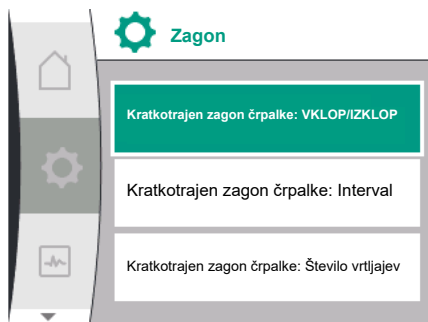 Zagon
Kratkotrajen zagon črpalke: VKLOP/IZKLOP
Kratkotrajen zagon črpalke: Interval
Kratkotrajen zagon črpalke: Število vrtljajev